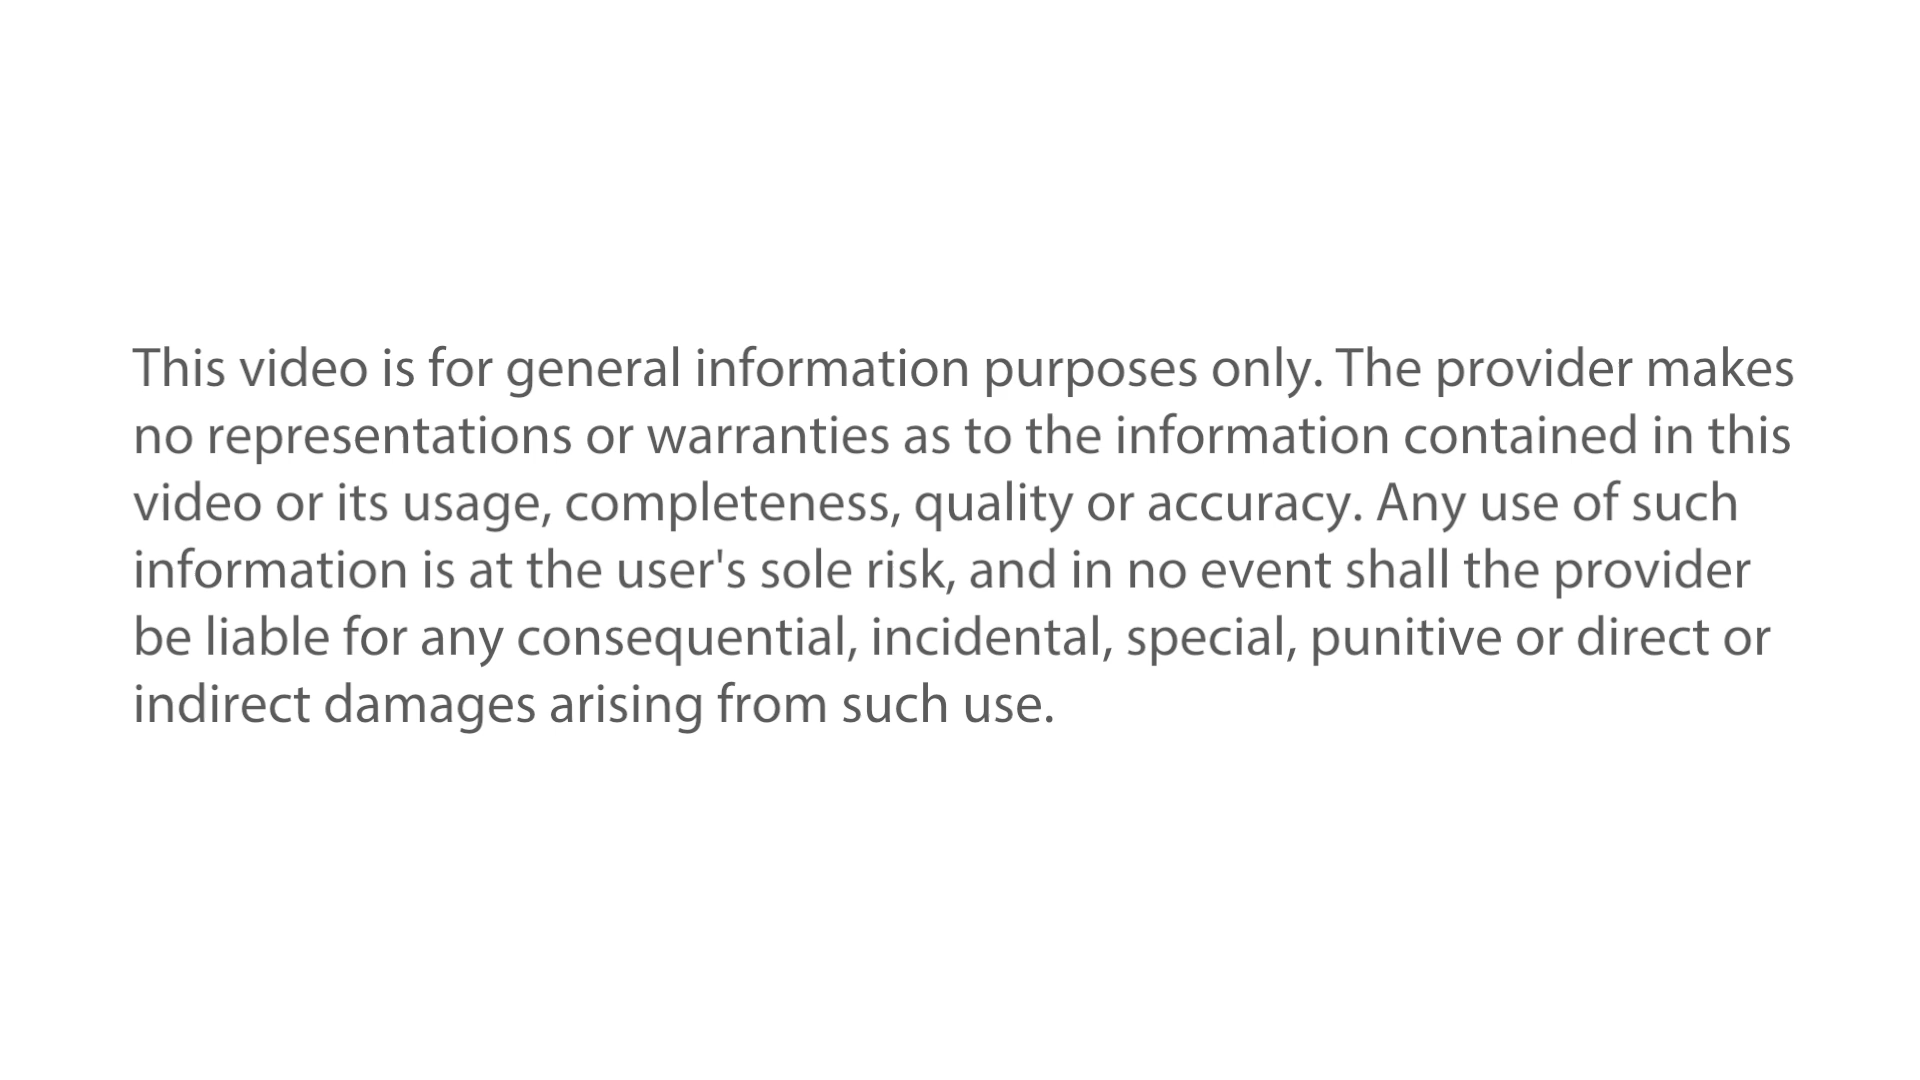 This video is for general information purposes only. The provider makes
no representations or warranties as to the information contained in this
video or its usage, completeness, quality or accuracy. Any use of such
information is at the user's sole risk, and in no event shall the provider
be liable for any consequential, incidental, special, punitive or direct or
indirect damages arising from such use.